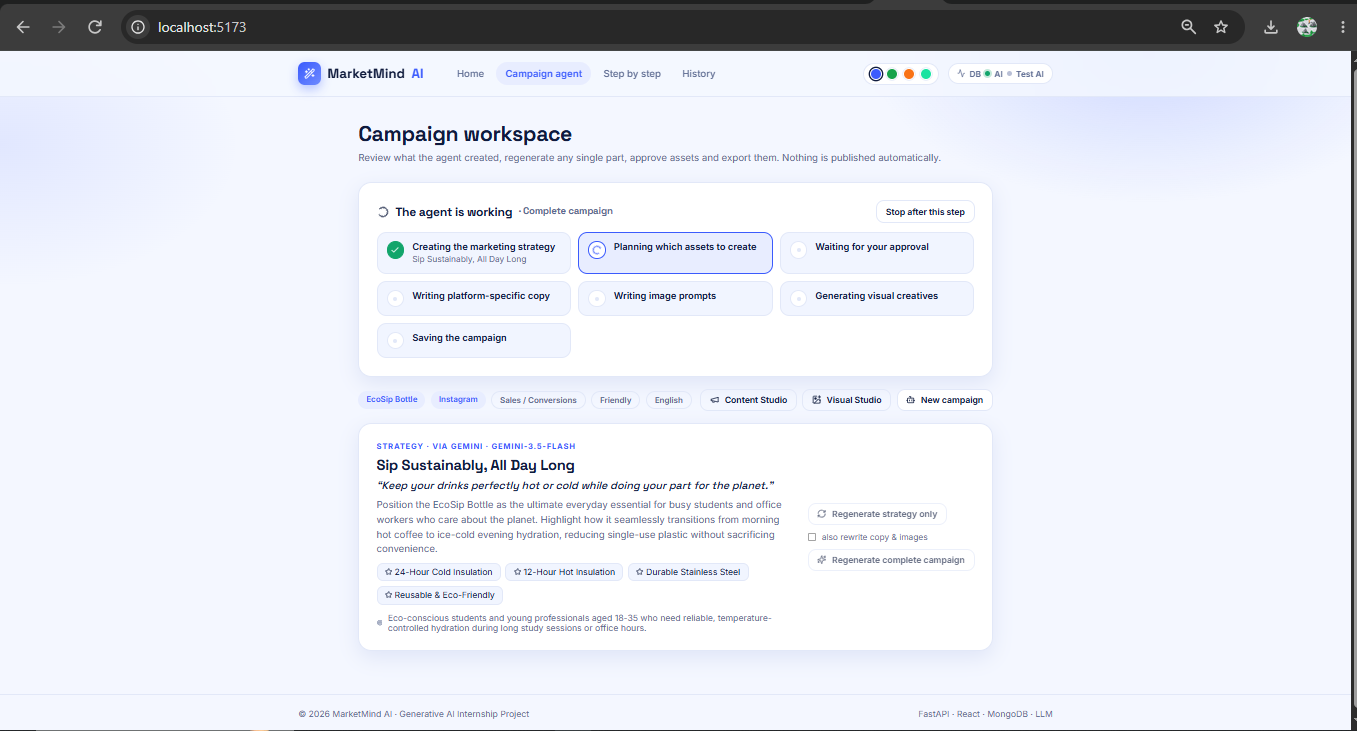 localhost:5173
MarketMind AI
Home
Campaign agent
Step by step
History
DB AI Test AI
Campaign workspace
Review what the agent created, regenerate any single part, approve assets and export them. Nothing is published automatically.
The agent is working · Complete campaign
Stop after this step
Creating the marketing strategy
Sip Sustainably, All Day Long
Planning which assets to create
Waiting for your approval
Writing platform-specific copy
Writing image prompts
Generating visual creatives
Saving the campaign
EcoSip Bottle
Instagram
Sales / Conversions
Friendly
English
Content Studio
Visual Studio
New campaign
STRATEGY · VIA GEMINI · GEMINI-3.5-FLASH
Sip Sustainably, All Day Long
“Keep your drinks perfectly hot or cold while doing your part for the planet.”
Position the EcoSip Bottle as the ultimate everyday essential for busy students and office
workers who care about the planet. Highlight how it seamlessly transitions from morning
hot coffee to ice-cold evening hydration, reducing single-use plastic without sacrificing
convenience.
24-Hour Cold Insulation
12-Hour Hot Insulation
Durable Stainless Steel
Reusable & Eco-Friendly
Eco-conscious students and young professionals aged 18-35 who need reliable, temperature-
controlled hydration during long study sessions or office hours.
Regenerate strategy only
also rewrite copy & images
Regenerate complete campaign
© 2026 MarketMind AI · Generative AI Internship Project
FastAPI · React · MongoDB · LLM